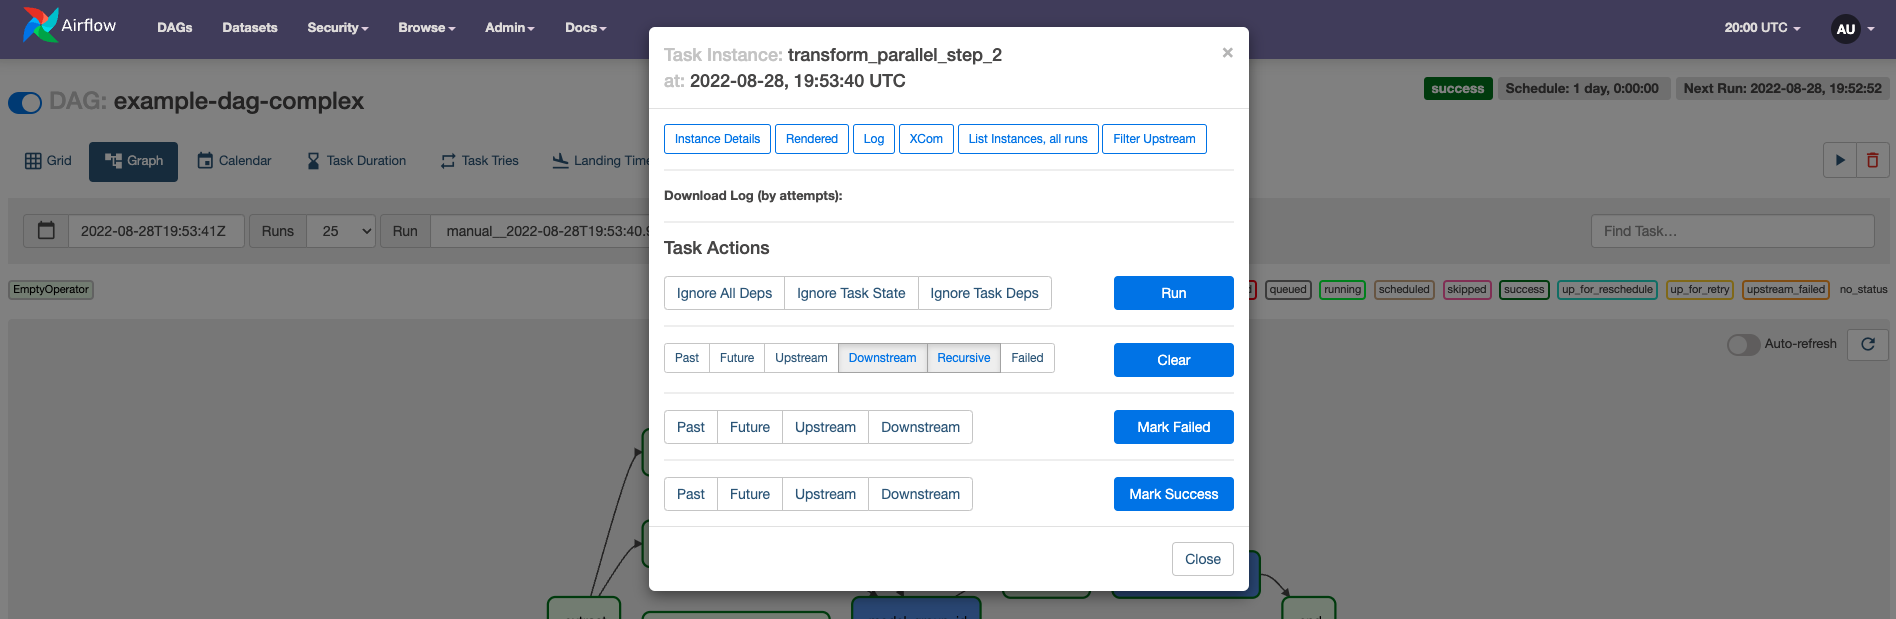 Airflow DAGs Datasets Security Browse Admin Docs 20:00 UTC AU
Task Instance: transform_parallel_step_2 ×
at: 2022-08-28, 19:53:40 UTC
DAG: example-dag-complex success Schedule: 1 day, 0:00:00 Next Run: 2022-08-28, 19:52:52
Instance Details Rendered Log XCom List Instances, all runs Filter Upstream
Grid Graph Calendar Task Duration Task Tries Landing Time
Download Log (by attempts):
2022-08-28T19:53:41Z Runs 25 Run manual__2022-08-28T19:53:40.9 Find Task...
Task Actions
Ignore All Deps Ignore Task State Ignore Task Deps Run
EmptyOperator queued running scheduled skipped success up_for_reschedule up_for_retry upstream_failed no_status
Auto-refresh
Past Future Upstream Downstream Recursive Failed Clear
Past Future Upstream Downstream Mark Failed
Past Future Upstream Downstream Mark Success
Close